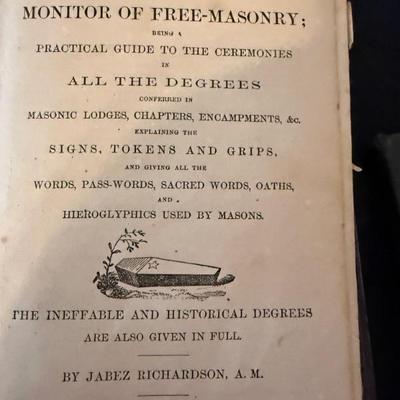 MONITOR OF FREE-MASONRY;
BEING A
PRACTICAL GUIDE TO THE CEREMONIES
IN
ALL THE DEGREES
CONFERRED IN
MASONIC LODGES, CHAPTERS, ENCAMPMENTS, &c.
EXPLAINING THE
SIGNS, TOKENS AND GRIPS,
AND GIVING ALL THE
WORDS, PASS-WORDS, SACRED WORDS, OATHS,
AND
HIEROGLYPHICS USED BY MASONS.
THE INEFFABLE AND HISTORICAL DEGREES
ARE ALSO GIVEN IN FULL.
BY JABEZ RICHARDSON, A. M.